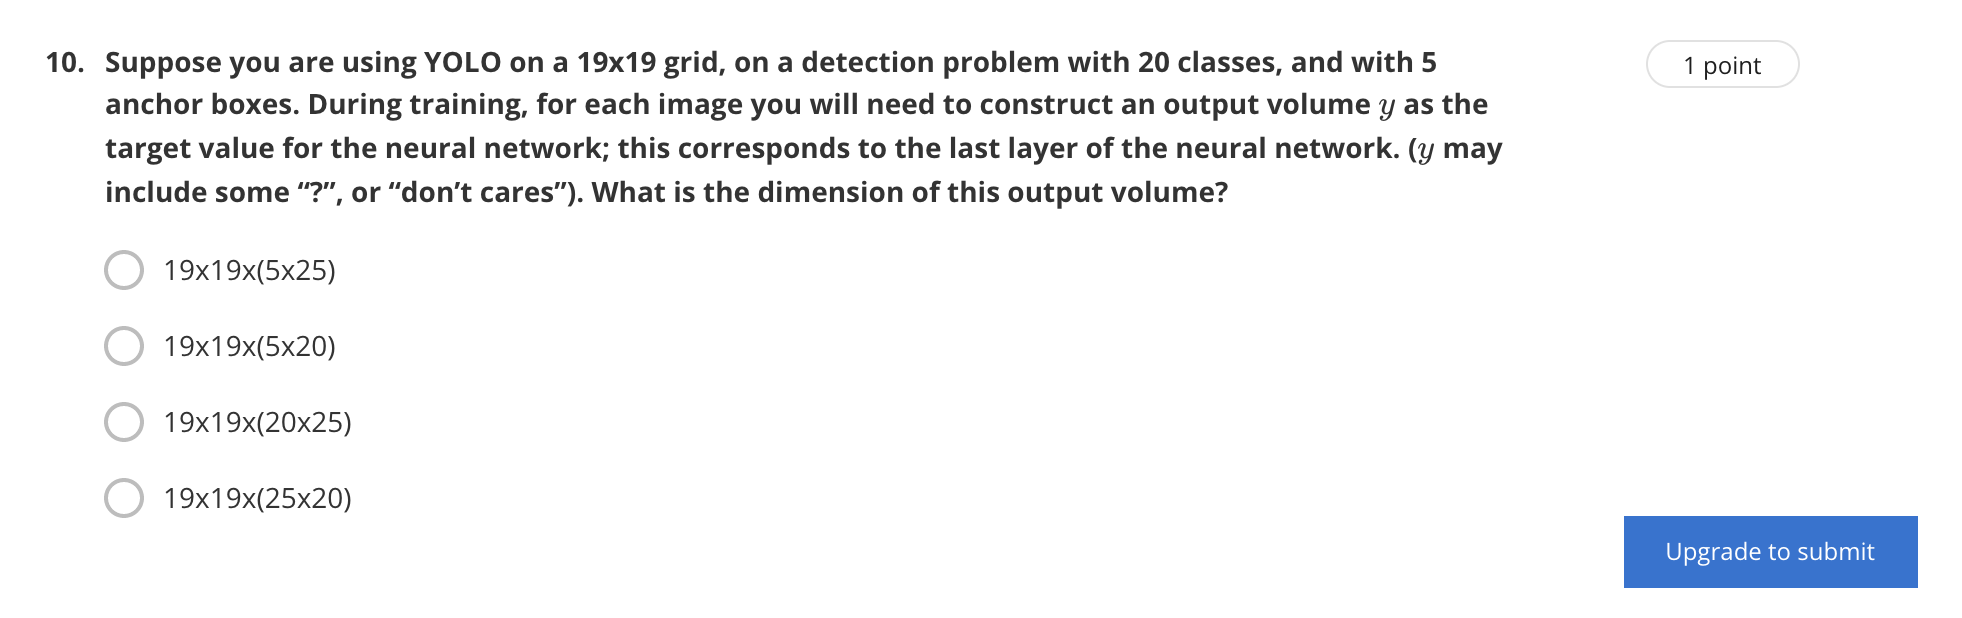 10. Suppose you are using YOLO on a 19x19 grid, on a detection problem with 20 classes, and with 5
1 point
anchor boxes. During training, for each image you will need to construct an output volume y as the
target value for the neural network; this corresponds to the last layer of the neural network. (y may
include some “?”, or “don’t cares”). What is the dimension of this output volume?
19x19x(5x25)
19x19x(5x20)
19x19x(20x25)
19x19x(25x20)
Upgrade to submit